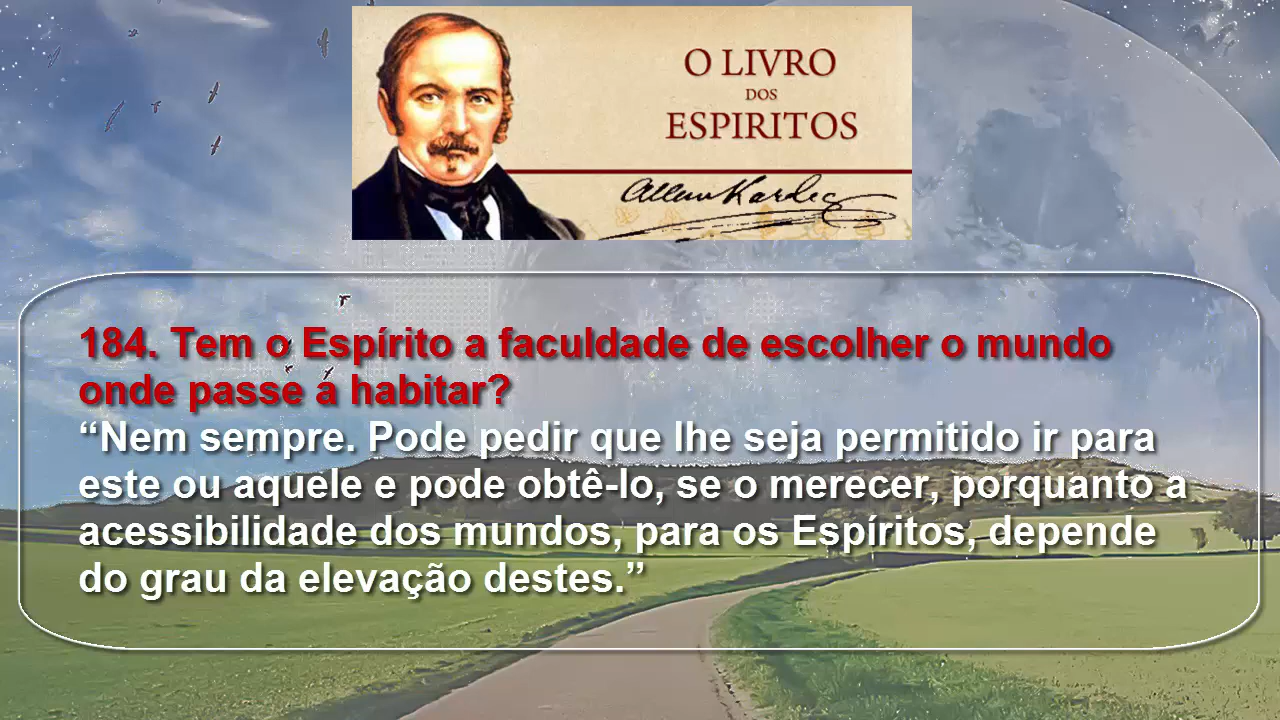 O LIVRO
DOS
ESPIRITOS
Allan Kardec
184. Tem o Espírito a faculdade de escolher o mundo
onde passe a habitar?
“Nem sempre. Pode pedir que lhe seja permitido ir para
este ou aquele e pode obtê-lo, se o merecer, porquanto a
acessibilidade dos mundos, para os Espíritos, depende
do grau da elevação destes.”